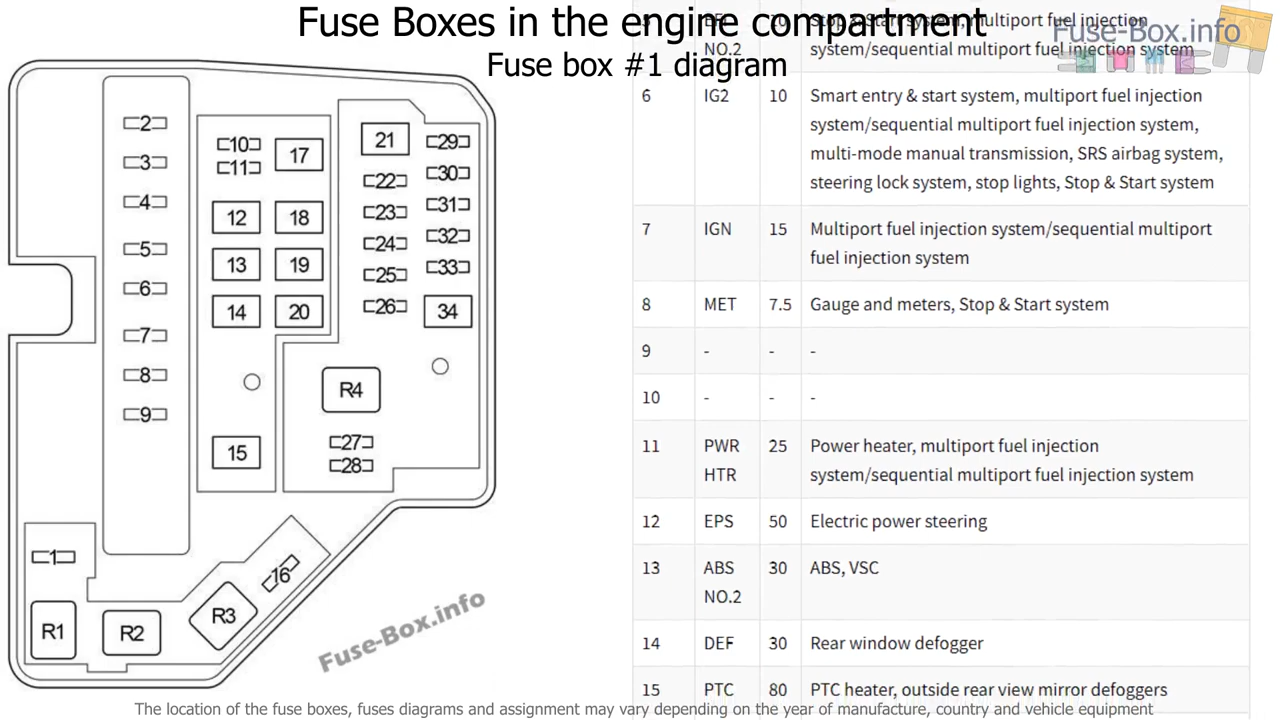 Fuse Boxes in the engine compartment
Fuse box #1 diagram
Fuse-Box.info
2
3
4
5
6
7
8
9
10
11
12
13
14
15
17
18
19
20
21
22
23
24
25
26
27
28
29
30
31
32
33
34
R4
1
16
R1
R2
R3
Fuse-Box.info
5 EFI 10 Stop & Start system, multiport fuel injection
NO.2 system/sequential multiport fuel injection system
6 IG2 10 Smart entry & start system, multiport fuel injection
system/sequential multiport fuel injection system,
multi-mode manual transmission, SRS airbag system,
steering lock system, stop lights, Stop & Start system
7 IGN 15 Multiport fuel injection system/sequential multiport
fuel injection system
8 MET 7.5 Gauge and meters, Stop & Start system
9 - - -
10 - - -
11 PWR 25 Power heater, multiport fuel injection
HTR system/sequential multiport fuel injection system
12 EPS 50 Electric power steering
13 ABS 30 ABS, VSC
NO.2
14 DEF 30 Rear window defogger
15 PTC 80 PTC heater, outside rear view mirror defoggers
The location of the fuse boxes, fuses diagrams and assignment may vary depending on the year of manufacture, country and vehicle equipment